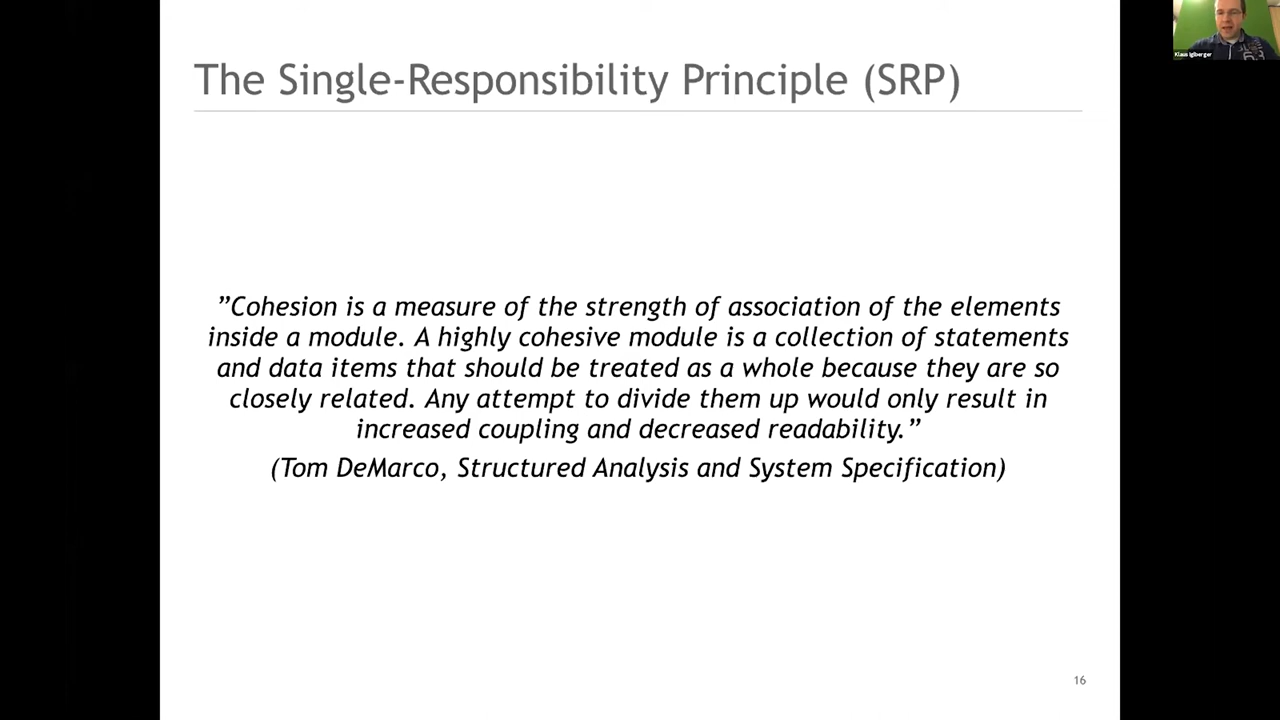 The Single-Responsibility Principle (SRP)
Klaus Iglberger
”Cohesion is a measure of the strength of association of the elements
inside a module. A highly cohesive module is a collection of statements
and data items that should be treated as a whole because they are so
closely related. Any attempt to divide them up would only result in
increased coupling and decreased readability.”
(Tom DeMarco, Structured Analysis and System Specification)
16